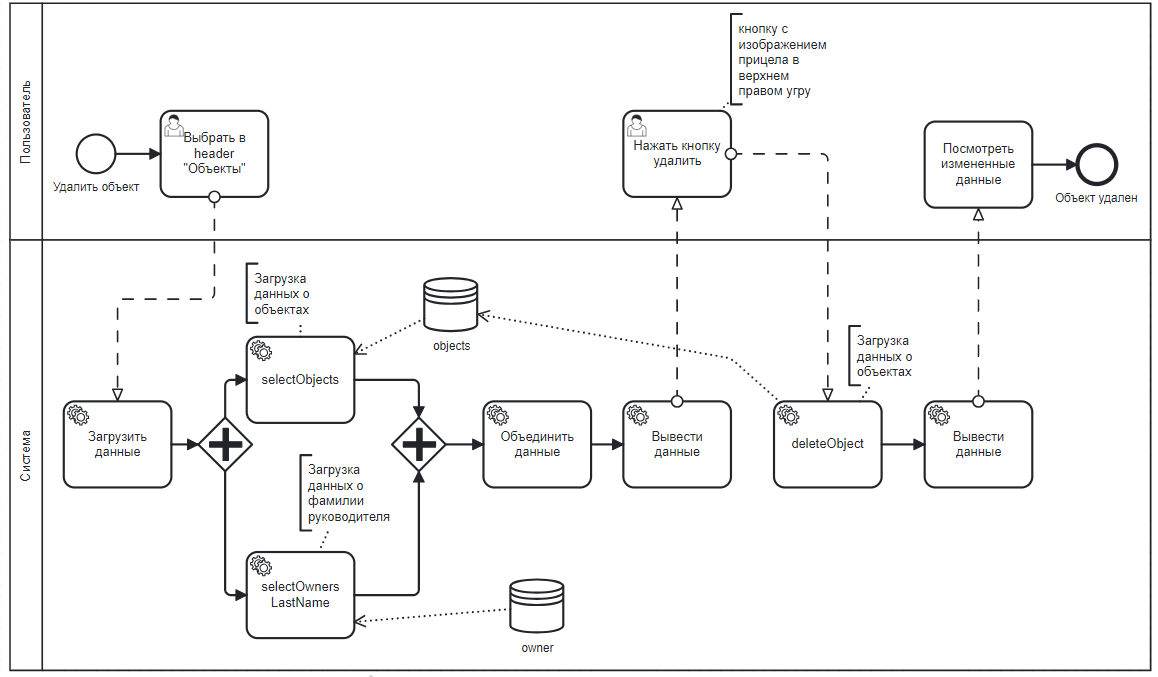 Пользователь
Удалить объект
Выбрать в
header
"Объекты"
кнопку с
изображением
прицела в
верхнем
правом угру
Нажать кнопку
удалить
Посмотреть
измененные
данные
Объект удален
Система
Загрузить
данные
Загрузка
данных о
объектах
selectObjects
objects
Загрузка
данных о
фамилии
руководителя
selectOwners
LastName
owner
Объединить
данные
Вывести
данные
Загрузка
данных о
объектах
deleteObject
Вывести
данные